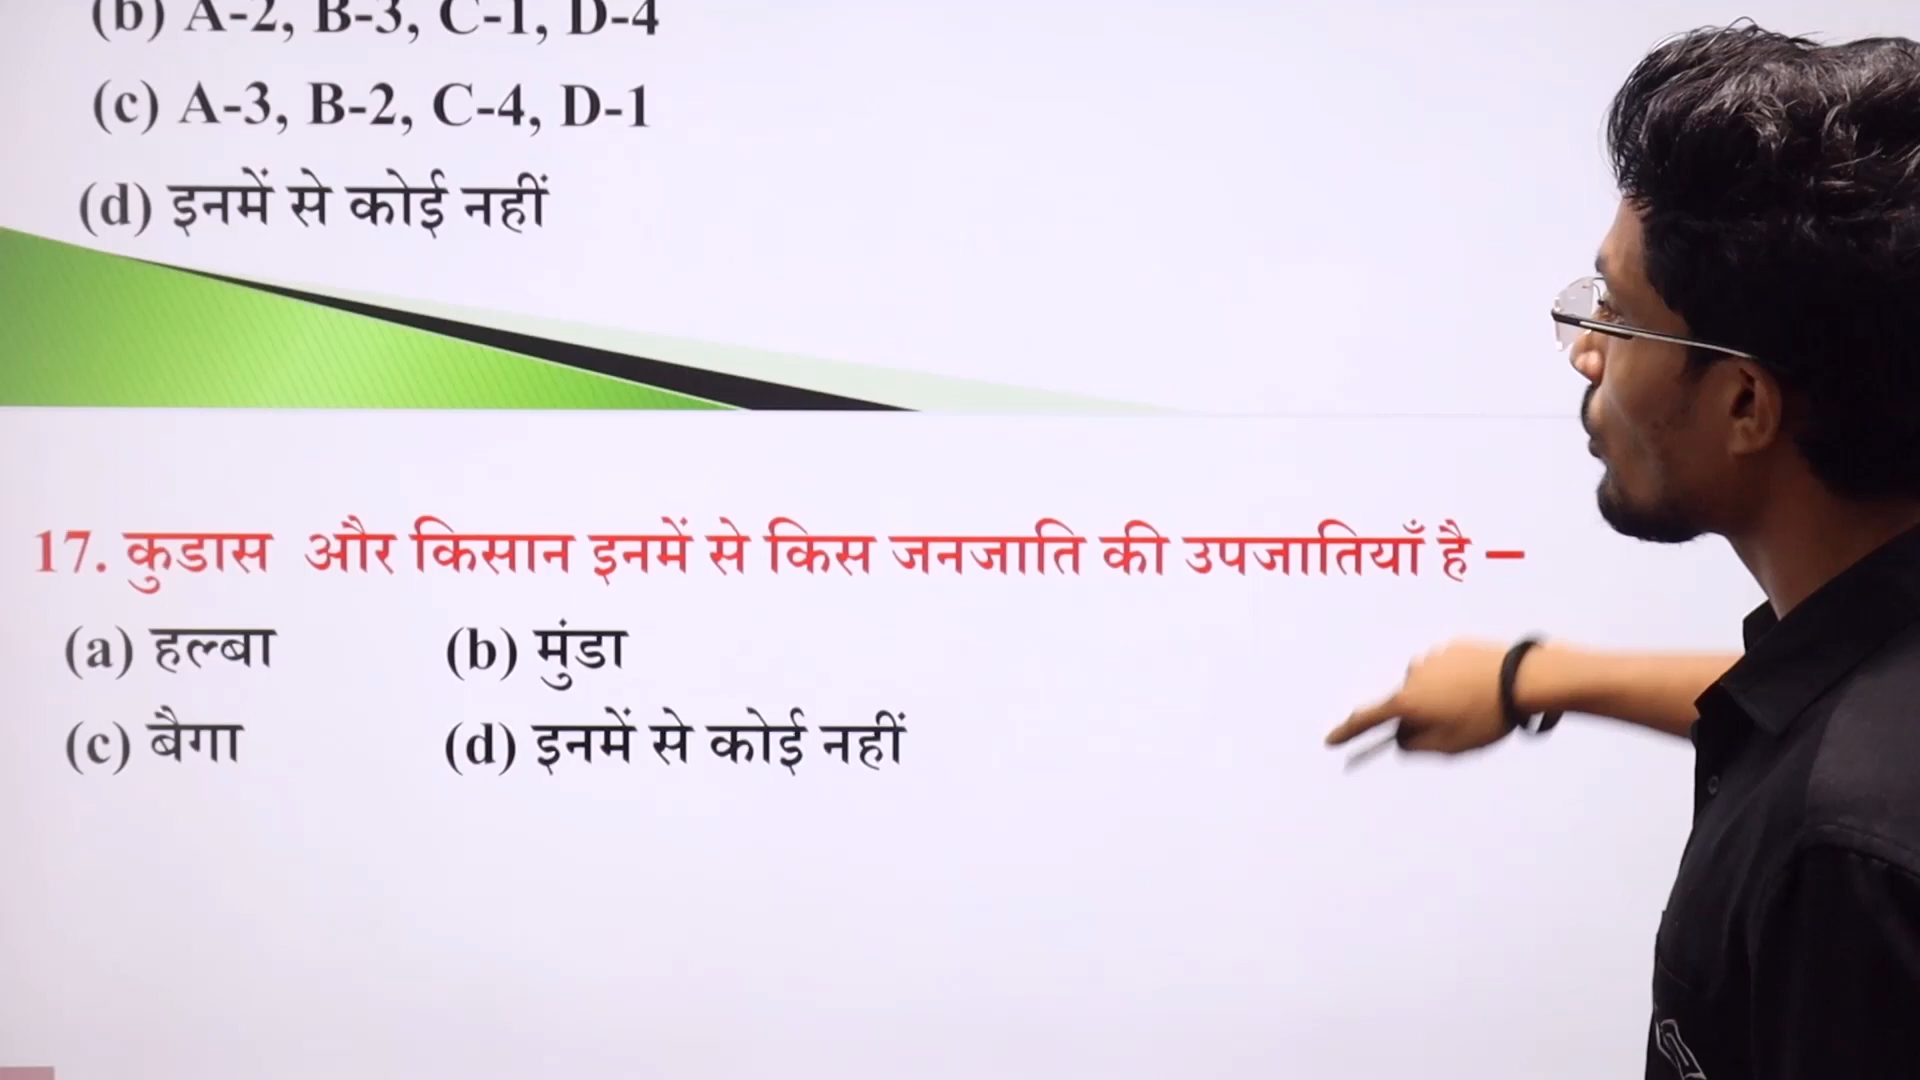 (b) A-2, B-3, C-1, D-4
(c) A-3, B-2, C-4, D-1
(d) इनमें से कोई नहीं
17. कुडास और किसान इनमें से किस जनजाति की उपजातियाँ है –
(a) हल्बा (b) मुंडा
(c) बैगा (d) इनमें से कोई नहीं